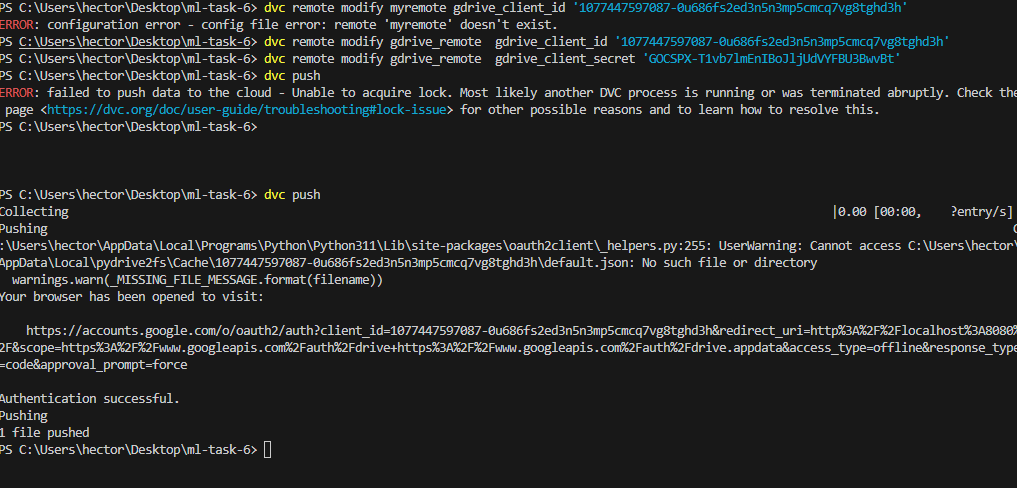 PS C:\Users\hector\Desktop\ml-task-6> dvc remote modify myremote gdrive_client_id '1077447597087-0u686fs2ed3n5n3mp5cmcq7vg8tghd3h'
ERROR: configuration error - config file error: remote 'myremote' doesn't exist.
PS C:\Users\hector\Desktop\ml-task-6> dvc remote modify gdrive_remote  gdrive_client_id '1077447597087-0u686fs2ed3n5n3mp5cmcq7vg8tghd3h'
PS C:\Users\hector\Desktop\ml-task-6> dvc remote modify gdrive_remote  gdrive_client_secret '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'
PS C:\Users\hector\Desktop\ml-task-6> dvc push
ERROR: failed to push data to the cloud - Unable to acquire lock. Most likely another DVC process is running or was terminated abruptly. Check the
page <https://dvc.org/doc/user-guide/troubleshooting#lock-issue> for other possible reasons and to learn how to resolve this.
PS C:\Users\hector\Desktop\ml-task-6>
PS C:\Users\hector\Desktop\ml-task-6> dvc push
Collecting |0.00 [00:00, ?entry/s]
Pushing
:\Users\hector\AppData\Local\Programs\Python\Python311\Lib\site-packages\oauth2client\_helpers.py:255: UserWarning: Cannot access C:\Users\hector\
AppData\Local\pydrive2fs\Cache\1077447597087-0u686fs2ed3n5n3mp5cmcq7vg8tghd3h\default.json: No such file or directory
warnings.warn(_MISSING_FILE_MESSAGE.format(filename))
Your browser has been opened to visit:
https://accounts.google.com/o/oauth2/auth?client_id=1077447597087-0u686fs2ed3n5n3mp5cmcq7vg8tghd3h&redirect_uri=http%3A%2F%2Flocalhost%3A8080%
2F&scope=https%3A%2F%2Fwww.googleapis.com%2Fauth%2Fdrive+https%3A%2F%2Fwww.googleapis.com%2Fauth%2Fdrive.appdata&access_type=offline&response_type
=code&approval_prompt=force
Authentication successful.
Pushing
1 file pushed
PS C:\Users\hector\Desktop\ml-task-6>